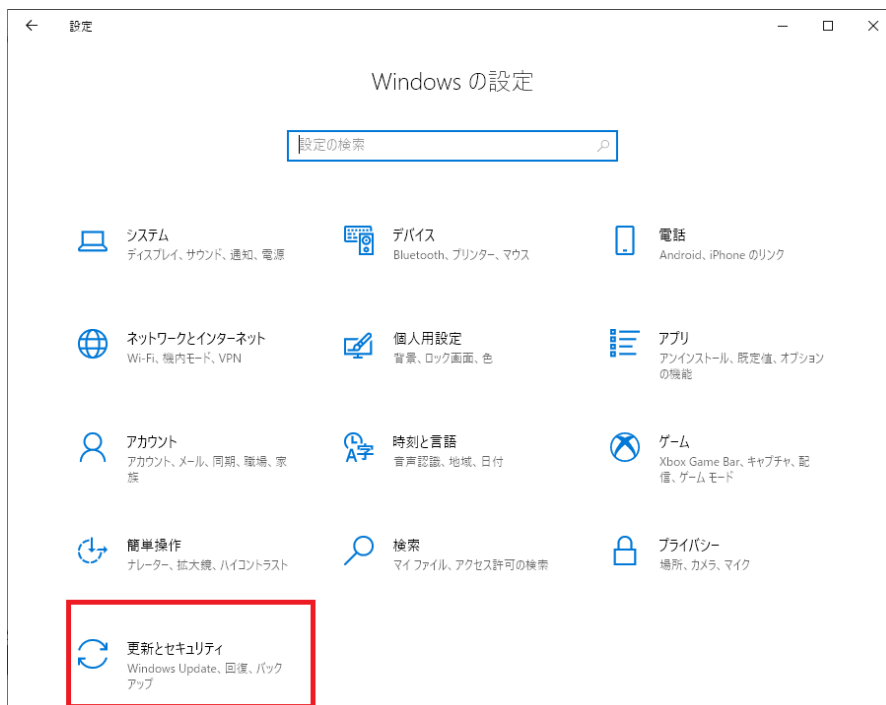 設定
Windows の設定
設定の検索
システム
ディスプレイ、サウンド、通知、電源
デバイス
Bluetooth、プリンター、マウス
電話
Android、iPhone のリンク
ネットワークとインターネット
Wi-Fi、機内モード、VPN
個人用設定
背景、ロック画面、色
アプリ
アンインストール、既定値、オプション
の機能
アカウント
アカウント、メール、同期、職場、家
族
時刻と言語
音声認識、地域、日付
ゲーム
Xbox Game Bar、キャプチャ、配
信、ゲーム モード
簡単操作
ナレーター、拡大鏡、ハイコントラスト
検索
マイ ファイル、アクセス許可の検索
プライバシー
場所、カメラ、マイク
更新とセキュリティ
Windows Update、回復、バック
アップ